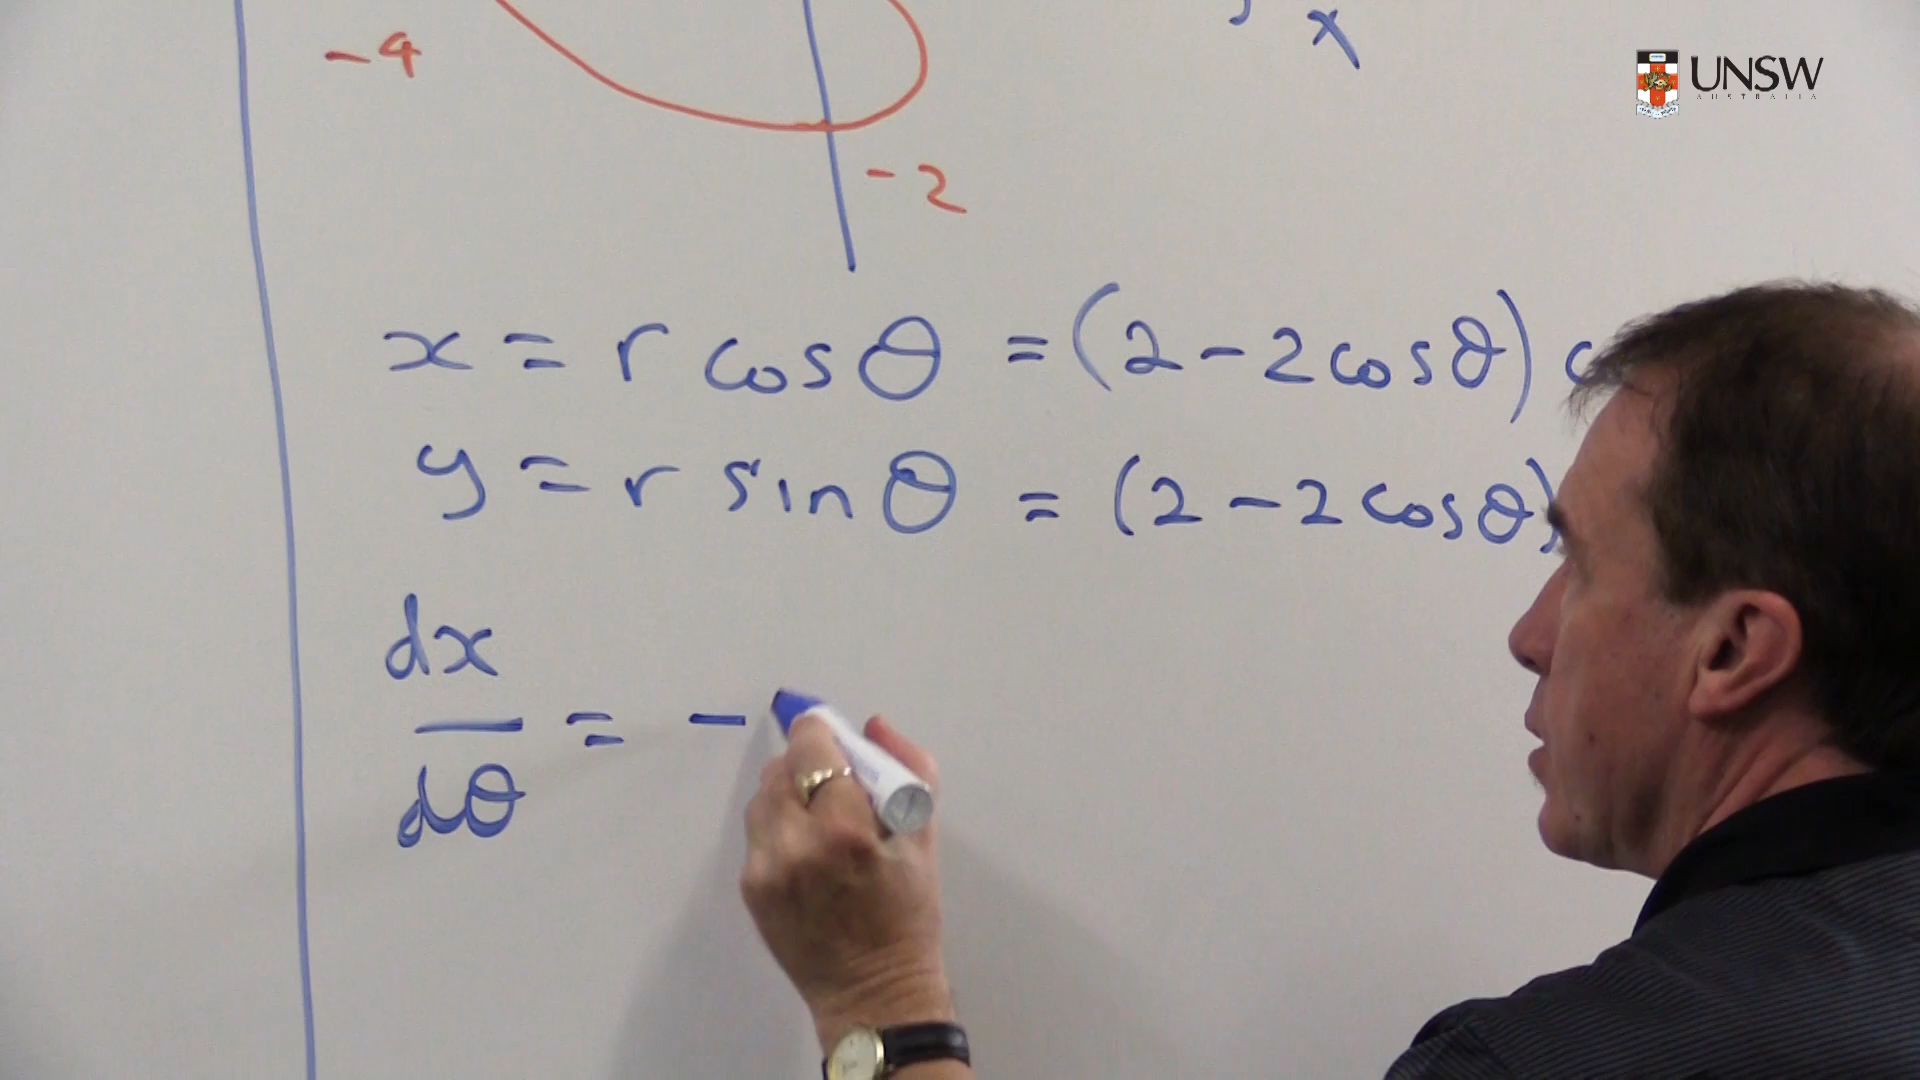 -4
x
UNSW
AUSTRALIA
-2
x = r cosθ = (2-2cosθ) c
y = r sinθ = (2-2cosθ)
dx
— = -
dθ